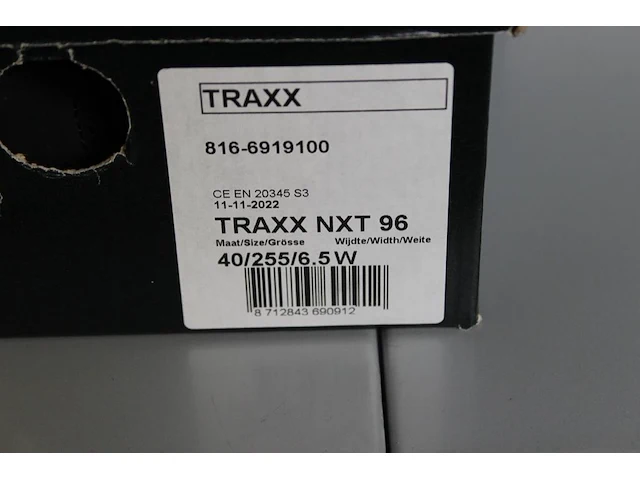 TRAXX
816-6919100
CE EN 20345 S3
11-11-2022
TRAXX NXT 96
Maat/Size/Grösse Wijdte/Width/Weite
40/255/6.5 W
8 712843 690912